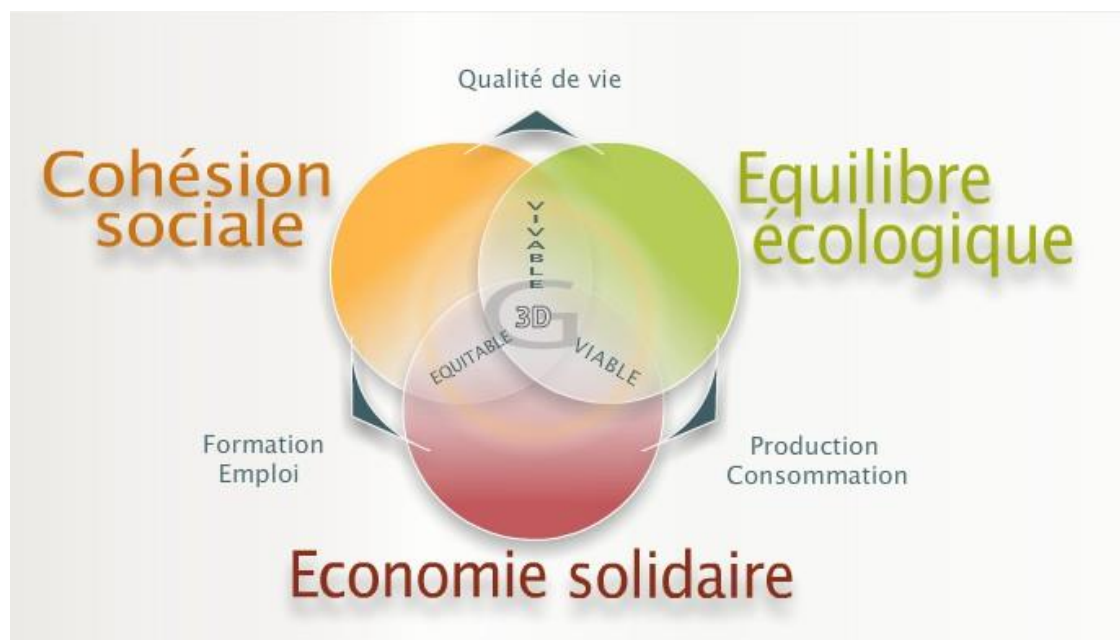 Qualité de vie
Cohésion
sociale
Equilibre
écologique
VIVABLE
G
3D
EQUITABLE
VIABLE
Formation
Emploi
Production
Consommation
Economie solidaire